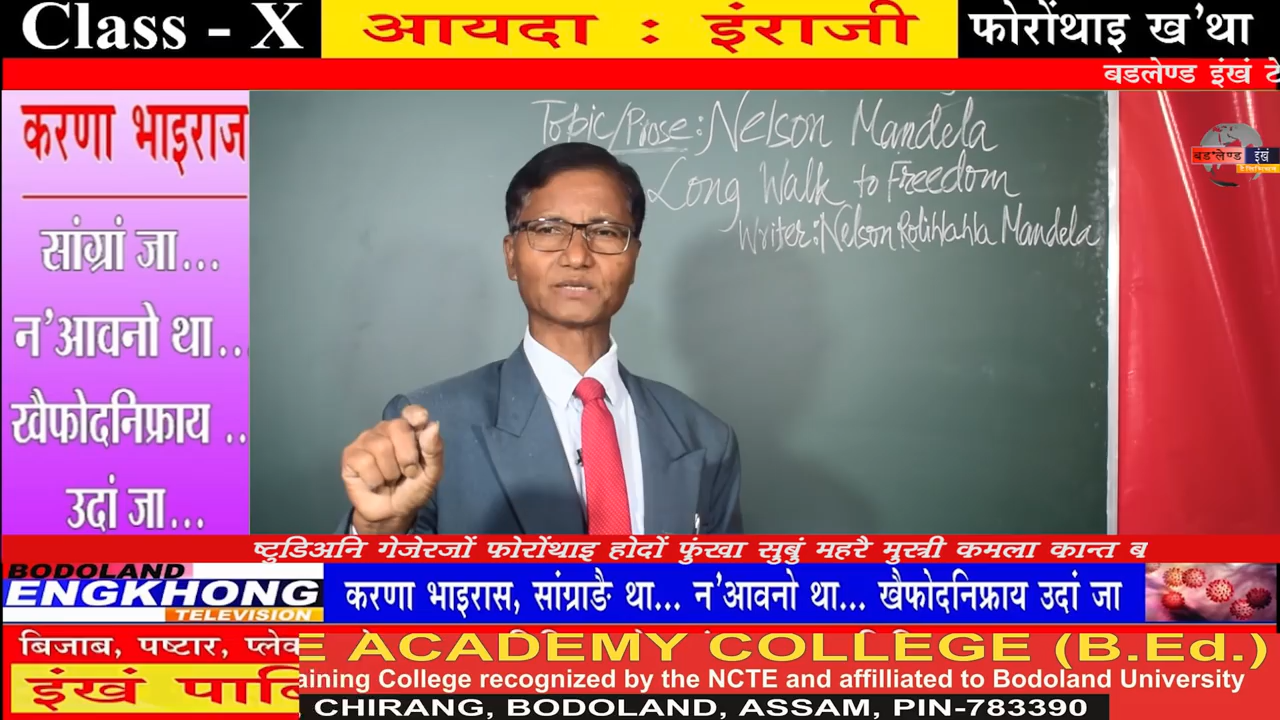 Class - X
आयदा : इंराजी
फोरोंथाइ ख'था
बडलेण्ड इंखं
करणा भाइराज
सांग्रां जा...
न'आवनो था...
खैफोदनिफ्राय ..
उदां जा...
Topic/Prose: Nelson Mandela
Long Walk to Freedom
Writer: Nelson Rolihlahla Mandela
बड'लेण्ड इंखं
ष्टुडिअनि गेजेरजों फोरोंथाइ होदों फुंखा सुबुं महरै मुस्त्री कमला कान्त ब
BODOLAND
ENGKHONG
TELEVISION
करणा भाइरास, सांग्राङै था... न'आवनो था... खैफोदनिफ्राय उदां जा
बिजाब, पष्टार, प्लेक
इंखं पालि
E ACADEMY COLLEGE (B.Ed.)
aining College recognized by the NCTE and affilliated to Bodoland University
, CHIRANG, BODOLAND, ASSAM, PIN-783390